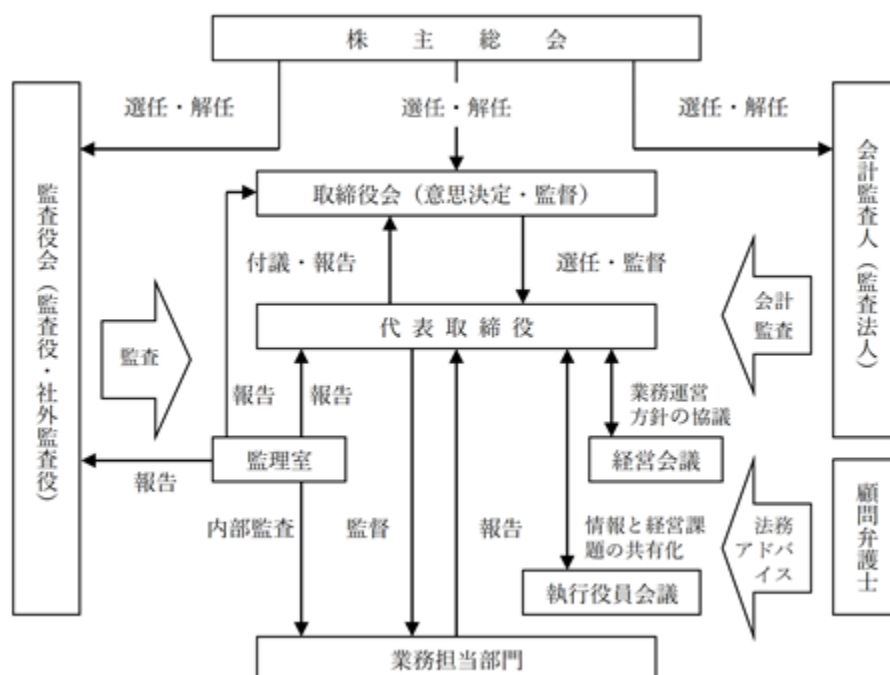 株主総会
選任・解任
選任・解任
選任・解任
監査役会（監査役・社外監査役）
会計監査人（監査法人）
取締役会（意思決定・監督）
付議・報告
選任・監督
会計
監査
代表取締役
監査
報告
報告
業務運営
方針の協議
監理室
経営会議
報告
内部監査
監督
報告
情報と経営課
題の共有化
法務
アドバ
イス
顧問弁護士
執行役員会議
業務担当部門